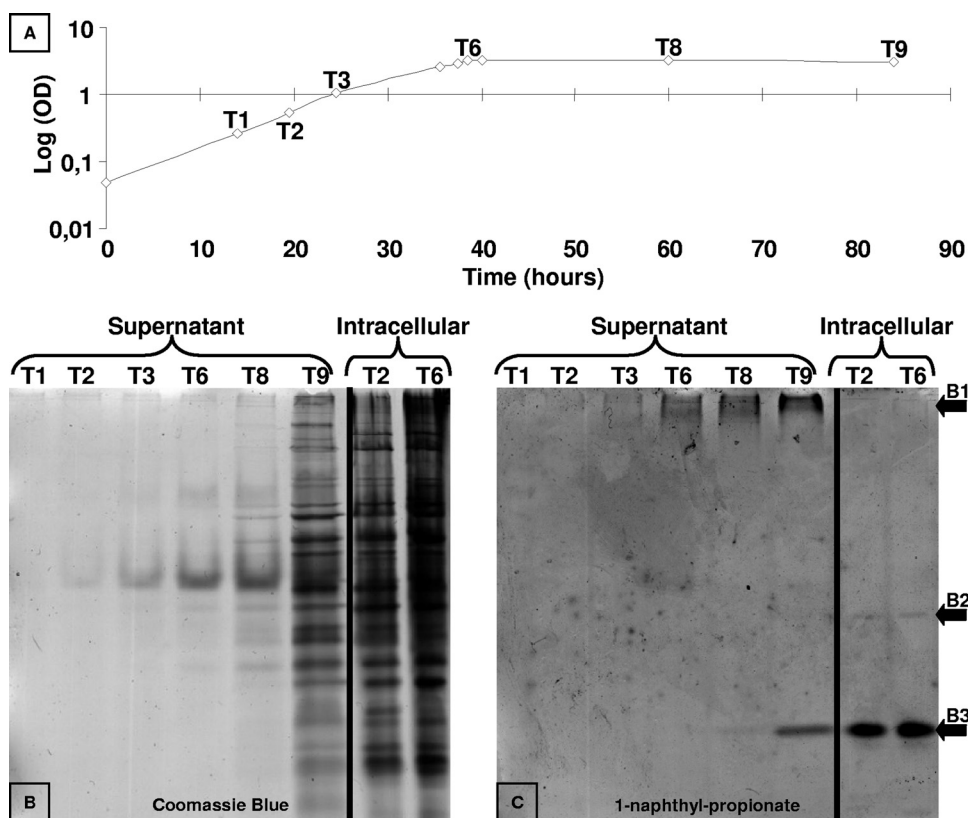 A
10
1
0,1
0,01
Log (OD)
T1
T2
T3
T6
T8
T9
0 10 20 30 40 50 60 70 80 90
Time (hours)
Supernatant Intracellular
T1 T2 T3 T6 T8 T9 T2 T6
B Coomassie Blue
Supernatant Intracellular
T1 T2 T3 T6 T8 T9 T2 T6
B1
B2
B3
C 1-naphthyl-propionate